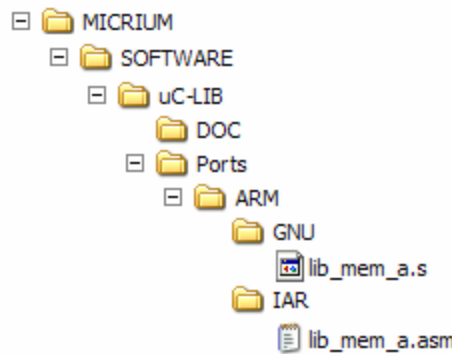 MICRIUM
SOFTWARE
uC-LIB
DOC
Ports
ARM
GNU
lib_mem_a.s
IAR
lib_mem_a.asm